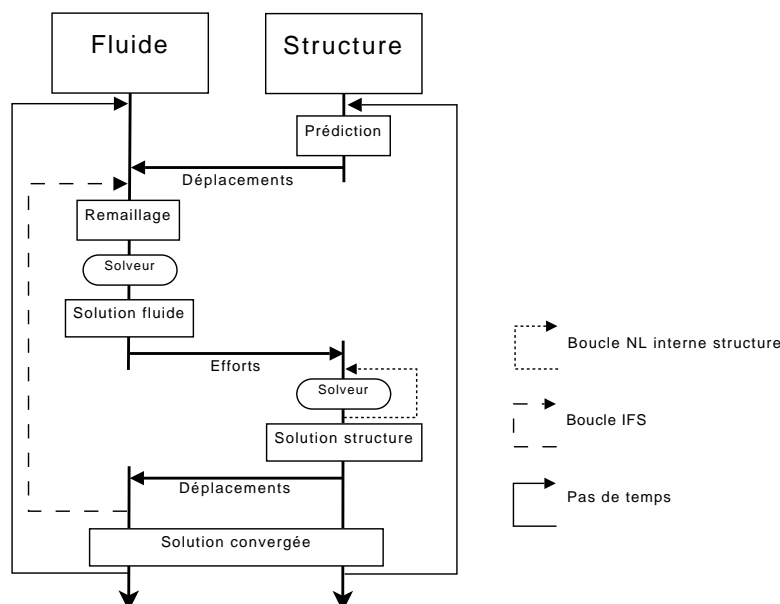 Fluide
Structure
Prédiction
Déplacements
Remaillage
Solveur
Solution fluide
Efforts
Solveur
Solution structure
Déplacements
Solution convergée
Boucle NL interne structure
Boucle IFS
Pas de temps